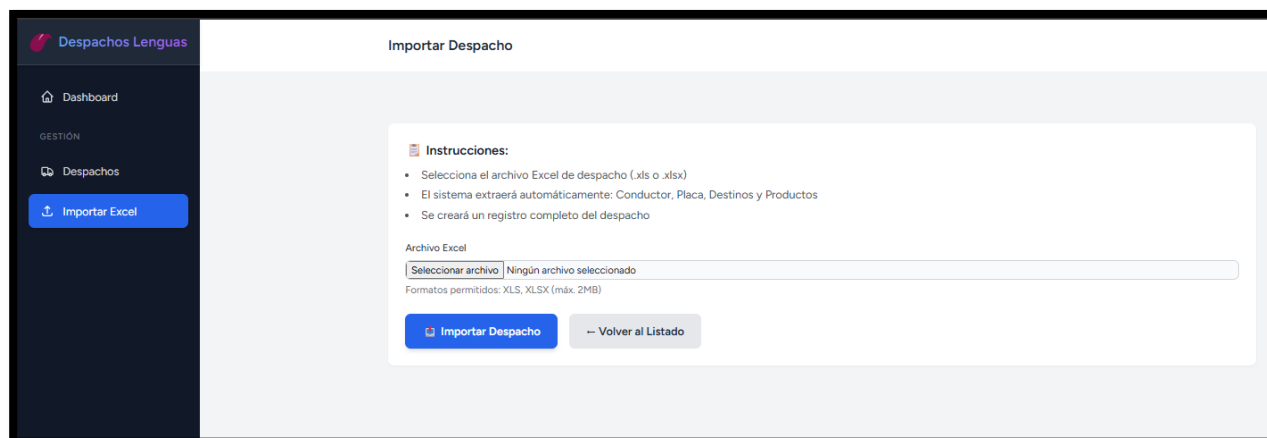 Despachos Lenguas
Importar Despacho
Dashboard
GESTIÓN
Despachos
Importar Excel
Instrucciones:
• Selecciona el archivo Excel de despacho (.xls o .xlsx)
• El sistema extraerá automáticamente: Conductor, Placa, Destinos y Productos
• Se creará un registro completo del despacho
Archivo Excel
Seleccionar archivo Ningún archivo seleccionado
Formatos permitidos: XLS, XLSX (máx. 2MB)
Importar Despacho
← Volver al Listado